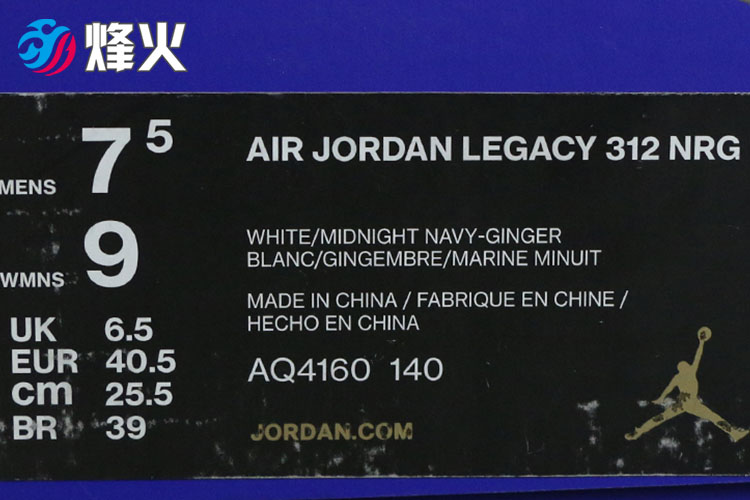 烽火
MENS 7 5
WMNS 9
UK 6.5
EUR 40.5
cm 25.5
BR 39
AIR JORDAN LEGACY 312 NRG
WHITE/MIDNIGHT NAVY-GINGER
BLANC/GINGEMBRE/MARINE MINUIT
MADE IN CHINA / FABRIQUE EN CHINE /
HECHO EN CHINA
AQ4160 140
JORDAN.COM